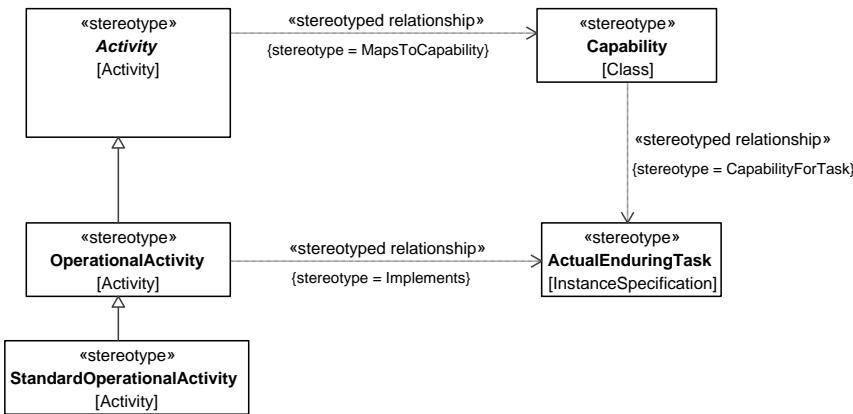 «stereotype»
Activity
[Activity]
«stereotyped relationship»
{stereotype = MapsToCapability}
«stereotype»
Capability
[Class]
«stereotyped relationship»
{stereotype = CapabilityForTask}
«stereotype»
OperationalActivity
[Activity]
«stereotyped relationship»
{stereotype = Implements}
«stereotype»
ActualEnduringTask
[InstanceSpecification]
«stereotype»
StandardOperationalActivity
[Activity]